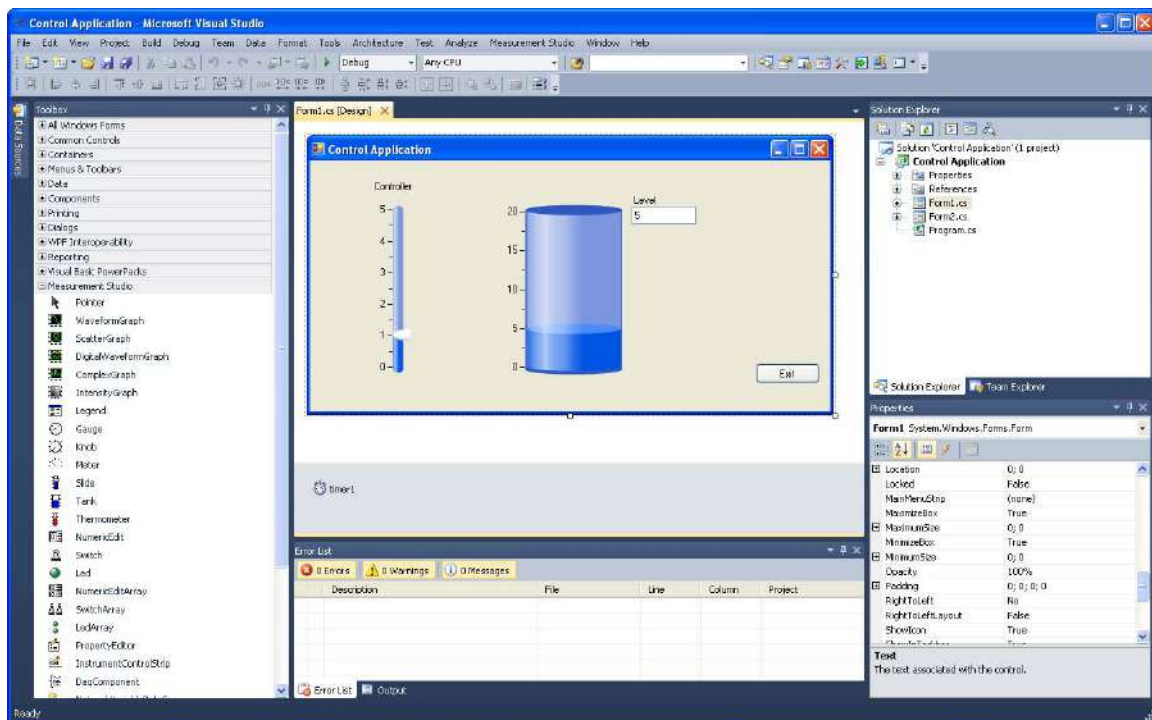 Control Application - Microsoft Visual Studio
File Edit View Project Build Debug Team Data Format Tools Architecture Test Analyze Measurement Studio Window Help
Debug Any CPU
Data Sources
Toolbox
All Windows Forms
Common Controls
Containers
Menus & Toolbars
Data
Components
Printing
Dialogs
WPF Interoperability
Reporting
Visual Basic PowerPacks
Measurement Studio
Pointer
WaveformGraph
ScatterGraph
DigitalWaveformGraph
ComplexGraph
IntensityGraph
Legend
Gauge
Knob
Meter
Slide
Tank
Thermometer
NumericEdit
Switch
Led
NumericEditArray
SwitchArray
LedArray
PropertyEditor
InstrumentControlStrip
DaqComponent
Form1.cs [Design]
Control Application
Controller
5
4
3
2
1
0
20
15
10
5
0
Level
5
Exit
timer1
Error List
0 Errors 0 Warnings 0 Messages
Description File Line Column Project
Error List Output
Solution Explorer
Solution 'Control Application' (1 project)
Control Application
Properties
References
Form1.cs
Form2.cs
Program.cs
Solution Explorer Team Explorer
Properties
Form1 System.Windows.Forms.Form
Location 0; 0
Locked False
MainMenuStrip (none)
MaximizeBox True
MaximumSize 0; 0
MinimizeBox True
MinimumSize 0; 0
Opacity 100%
Padding 0; 0; 0; 0
RightToLeft No
RightToLeftLayout False
ShowIcon True
Text
The text associated with the control.
Ready